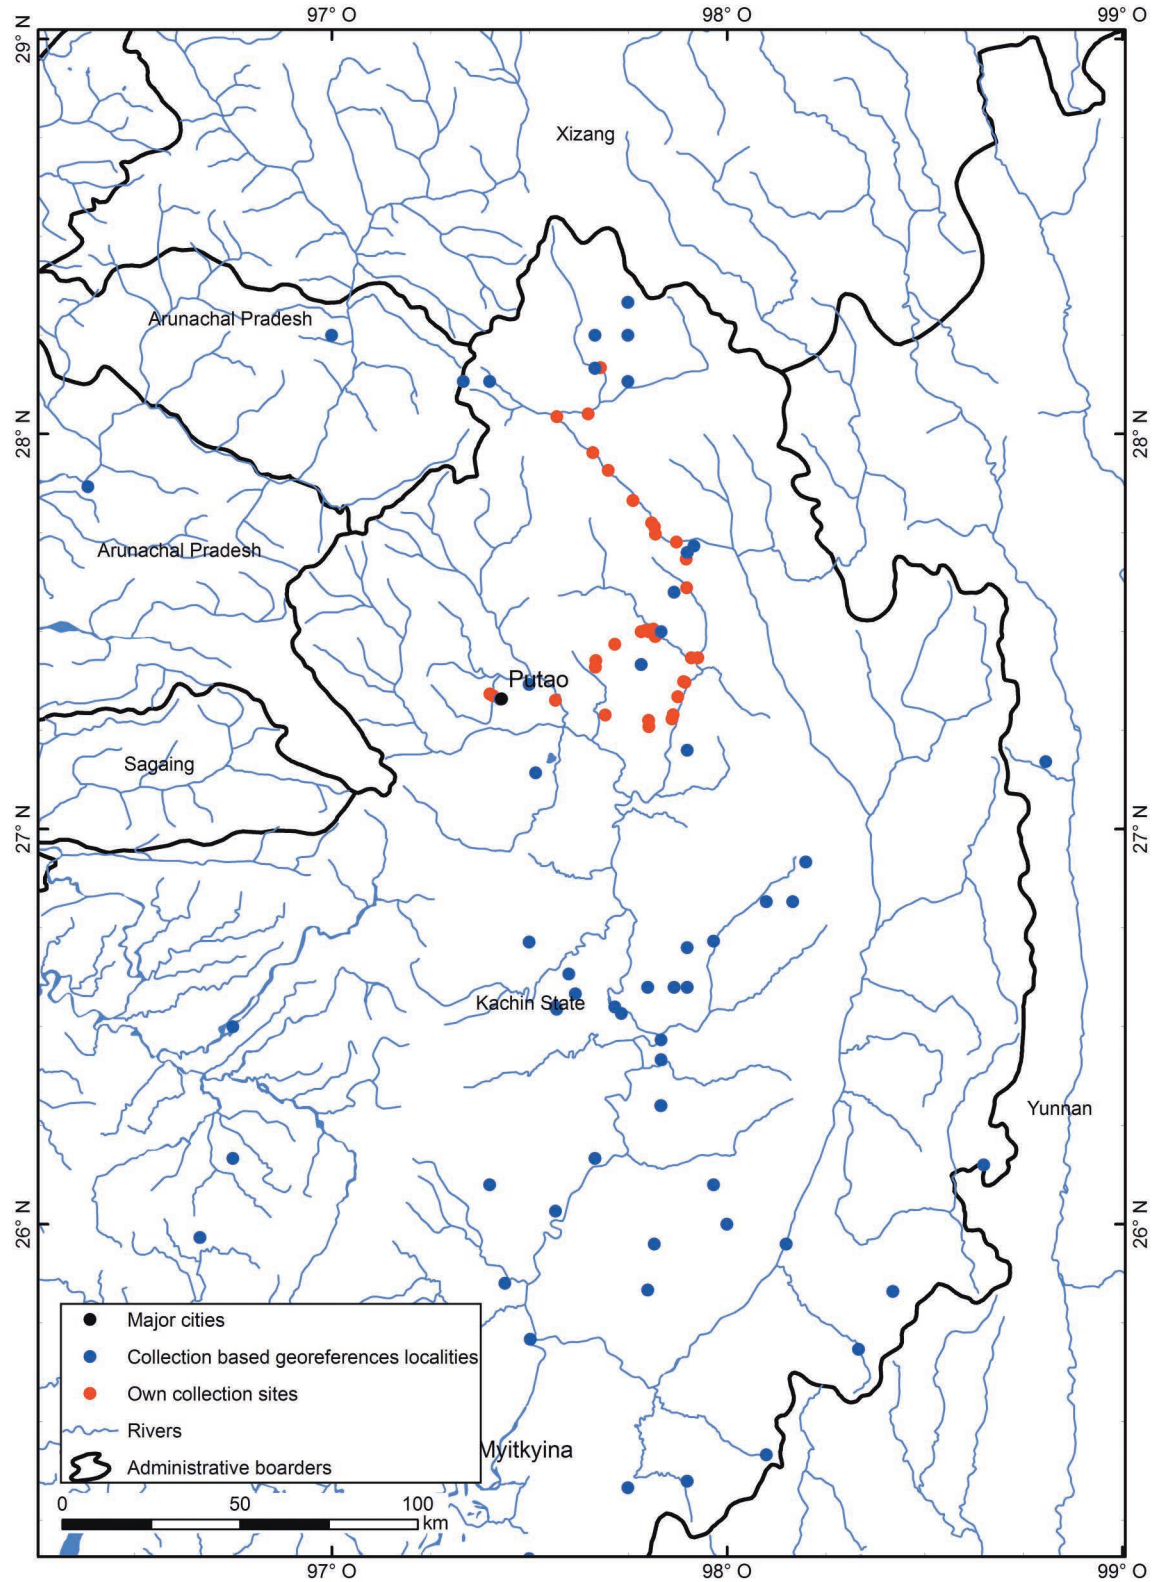 97° O 98° O 99° O
29° N 29° N
Xizang
Arunachal Pradesh
28° N 28° N
Arunachal Pradesh
Putao
Sagaing
27° N 27° N
Kachin State
Yunnan
26° N 26° N
Major cities
Collection based georeferences localities
Own collection sites
Rivers
Myitkyina
Administrative boarders
0 50 100
km
97° O 98° O 99° O